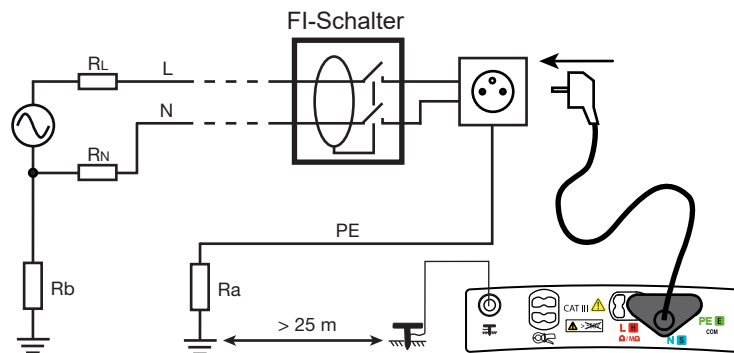 FI-Schalter
RL
L
N
RN
PE
Rb
Ra
> 25 m
CAT III
L H
Ω/MΩ
N S
PE E
COM